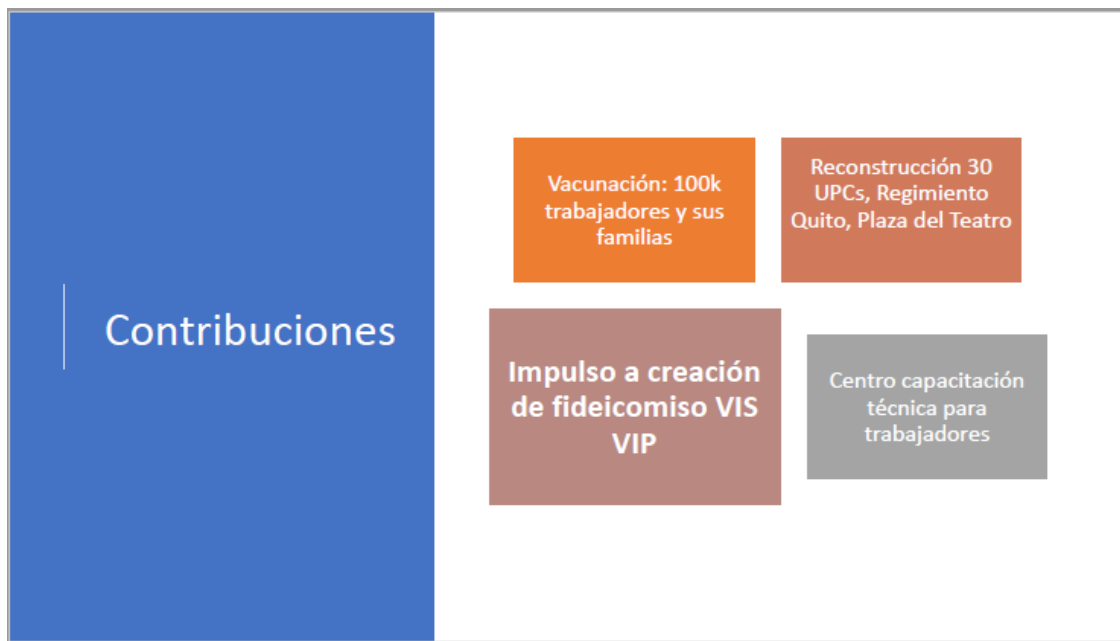 Contribuciones
Vacunación: 100k
trabajadores y sus
familias
Reconstrucción 30
UPCs, Regimiento
Quito, Plaza del Teatro
Impulso a creación
de fideicomiso VIS
VIP
Centro capacitación
técnica para
trabajadores